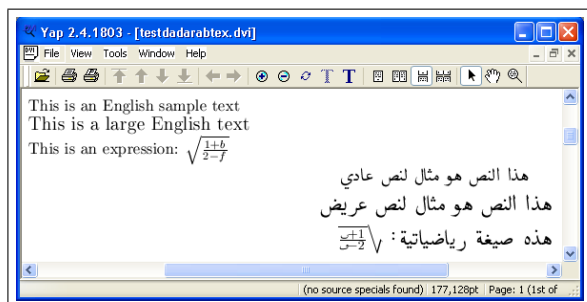 Yap 2.4.1803 - [testdadarabtex.dvi]
File View Tools Window Help
This is an English sample text
This is a large English text
This is an expression: √(1+b / 2−f)
هذا النص هو مثال لنص عادي
هذا النص هو مثال لنص عريض
هذه صيغة رياضياتية:
(no source specials found) 177,128pt Page: 1 (1st of